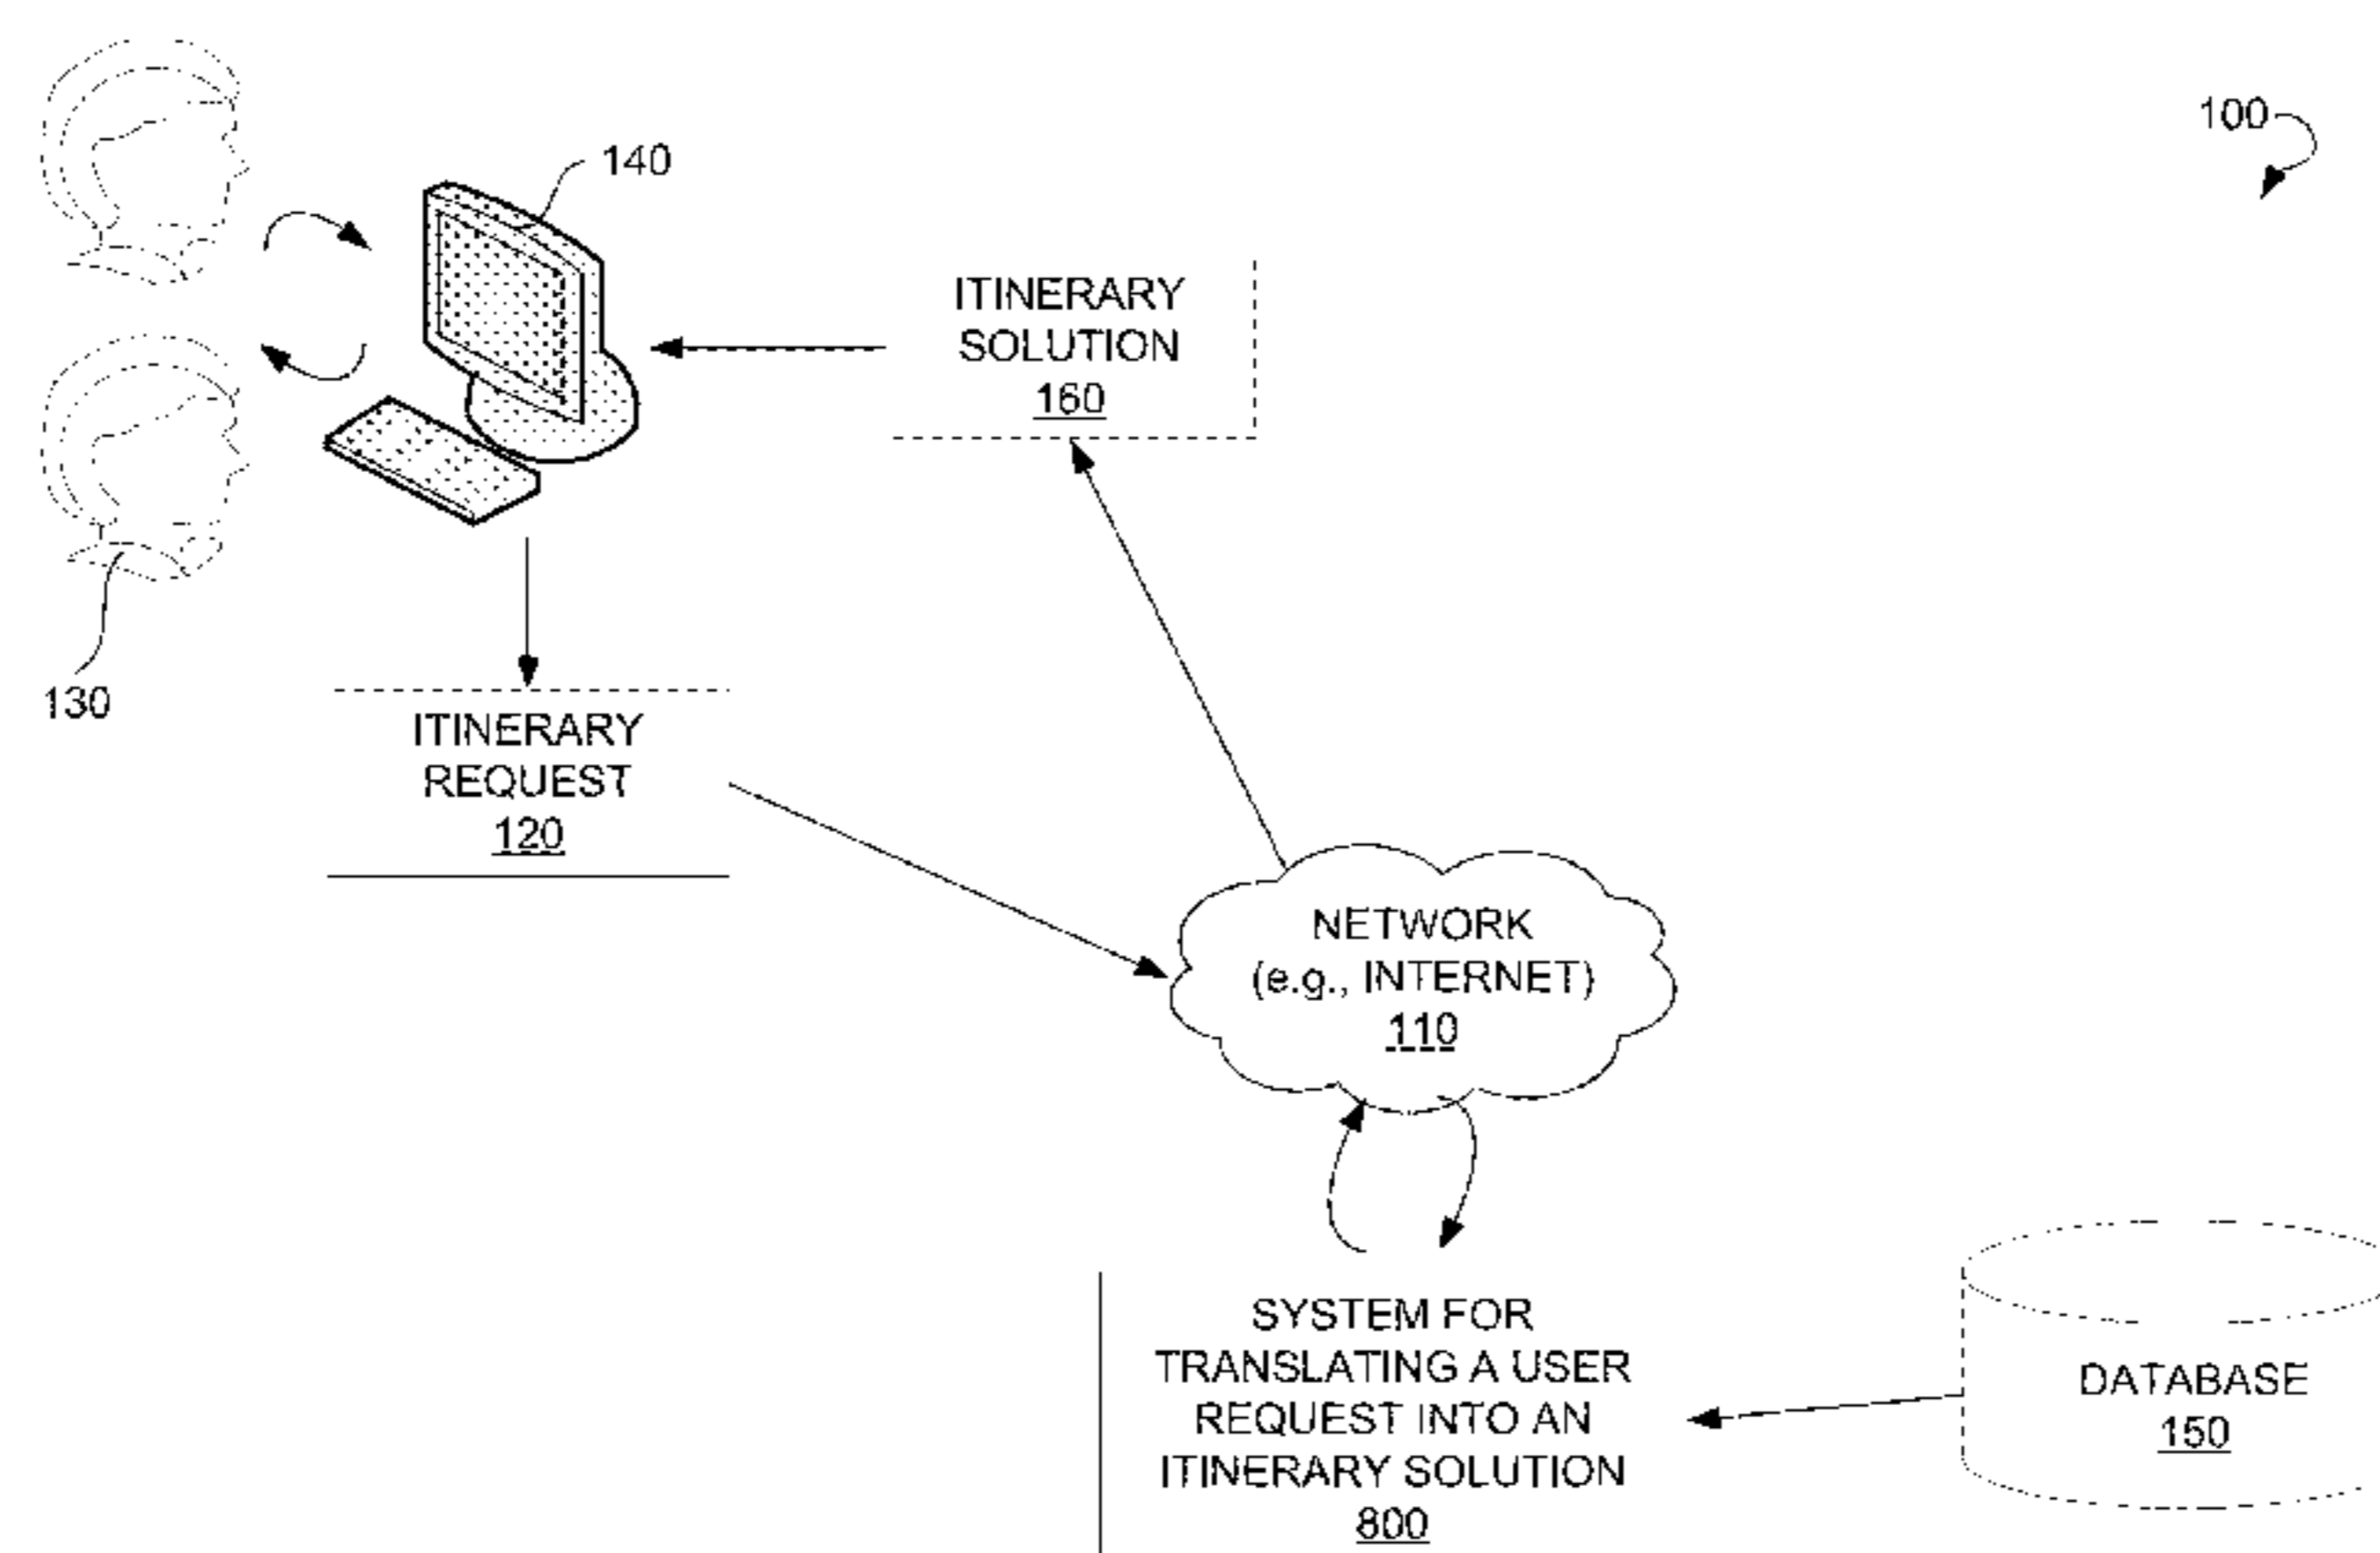 100
140
ITINERARY
SOLUTION
160
130
ITINERARY
REQUEST
120
NETWORK
(e.g., INTERNET)
110
SYSTEM FOR
TRANSLATING A USER
REQUEST INTO AN
ITINERARY SOLUTION
800
DATABASE
150